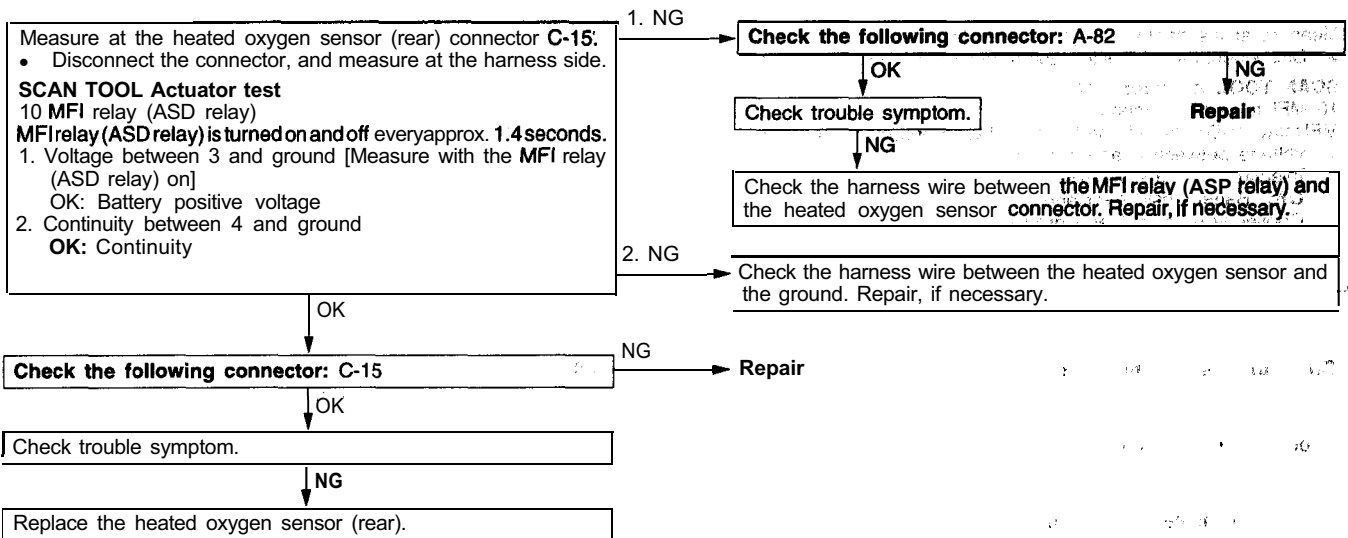 Measure at the heated oxygen sensor (rear) connector C-15:
• Disconnect the connector, and measure at the harness side.
SCAN TOOL Actuator test
10 MFI relay (ASD relay)
MFI relay (ASD relay) is turned on and off every approx. 1.4 seconds.
1. Voltage between 3 and ground [Measure with the MFI relay
(ASD relay) on]
OK: Battery positive voltage
2. Continuity between 4 and ground
OK: Continuity
1. NG
Check the following connector: A-82
OK
NG
Check trouble symptom.
Repair
NG
Check the harness wire between the MFI relay (ASP relay) and
the heated oxygen sensor connector. Repair, if necessary.
2. NG
Check the harness wire between the heated oxygen sensor and
the ground. Repair, if necessary.
OK
Check the following connector: C-15
NG
Repair
OK
Check trouble symptom.
NG
Replace the heated oxygen sensor (rear).